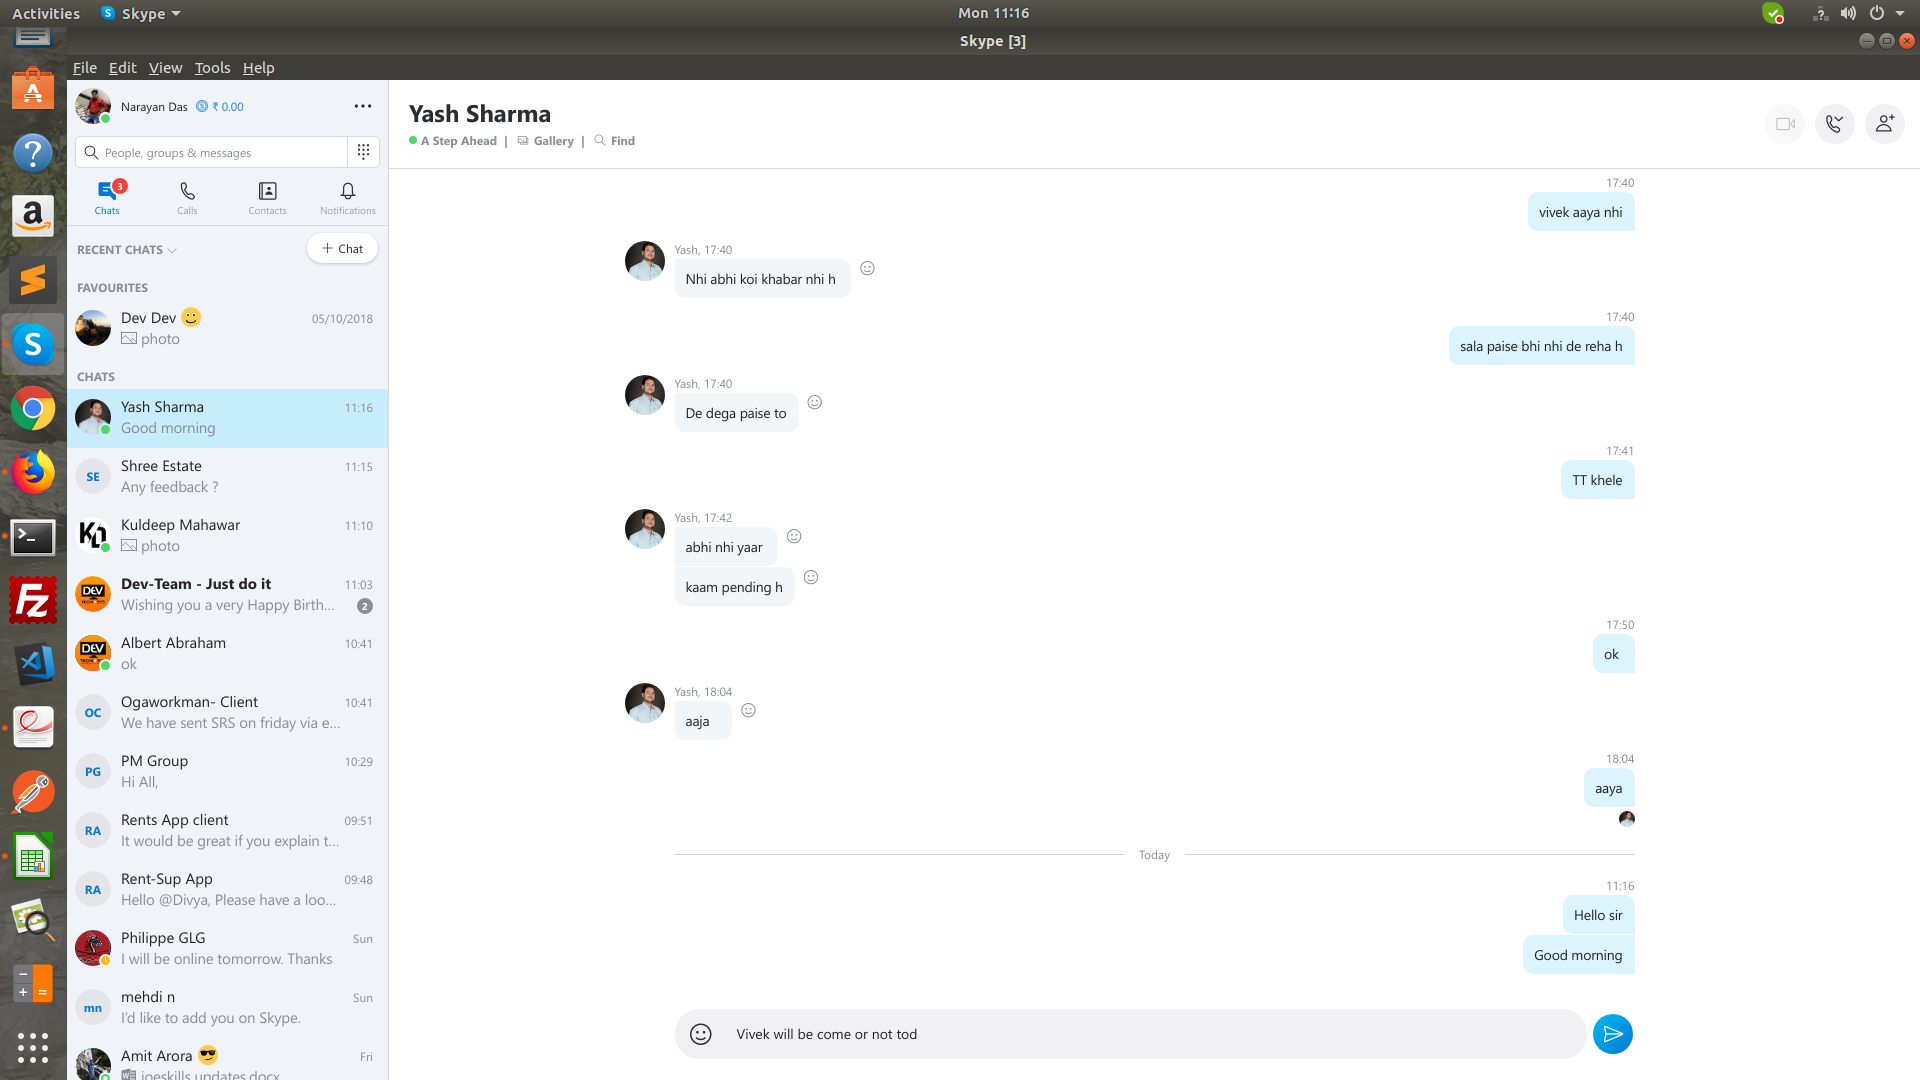 Activities
Skype
Mon 11:16
Skype [3]
File Edit View Tools Help
Narayan Das
₹ 0.00
People, groups & messages
3
Chats
Calls
Contacts
Notifications
RECENT CHATS
Chat
FAVOURITES
Dev Dev
05/10/2018
photo
CHATS
Yash Sharma
11:16
Good morning
SE
Shree Estate
11:15
Any feedback ?
Kuldeep Mahawar
11:10
photo
DEV
Dev-Team - Just do it
11:03
Wishing you a very Happy Birth...
2
DEV
Albert Abraham
10:41
ok
OC
Ogaworkman- Client
10:41
We have sent SRS on friday via e...
PG
PM Group
10:29
Hi All,
RA
Rents App client
09:51
It would be great if you explain t...
RA
Rent-Sup App
09:48
Hello @Divya, Please have a loo...
Philippe GLG
Sun
I will be online tomorrow. Thanks
mn
mehdi n
Sun
I'd like to add you on Skype.
Amit Arora
Fri
joeskills updates.docx
Yash Sharma
A Step Ahead | Gallery | Find
17:40
vivek aaya nhi
Yash, 17:40
Nhi abhi koi khabar nhi h
17:40
sala paise bhi nhi de reha h
Yash, 17:40
De dega paise to
17:41
TT khele
Yash, 17:42
abhi nhi yaar
kaam pending h
17:50
ok
Yash, 18:04
aaja
18:04
aaya
Today
11:16
Hello sir
Good morning
Vivek will be come or not tod